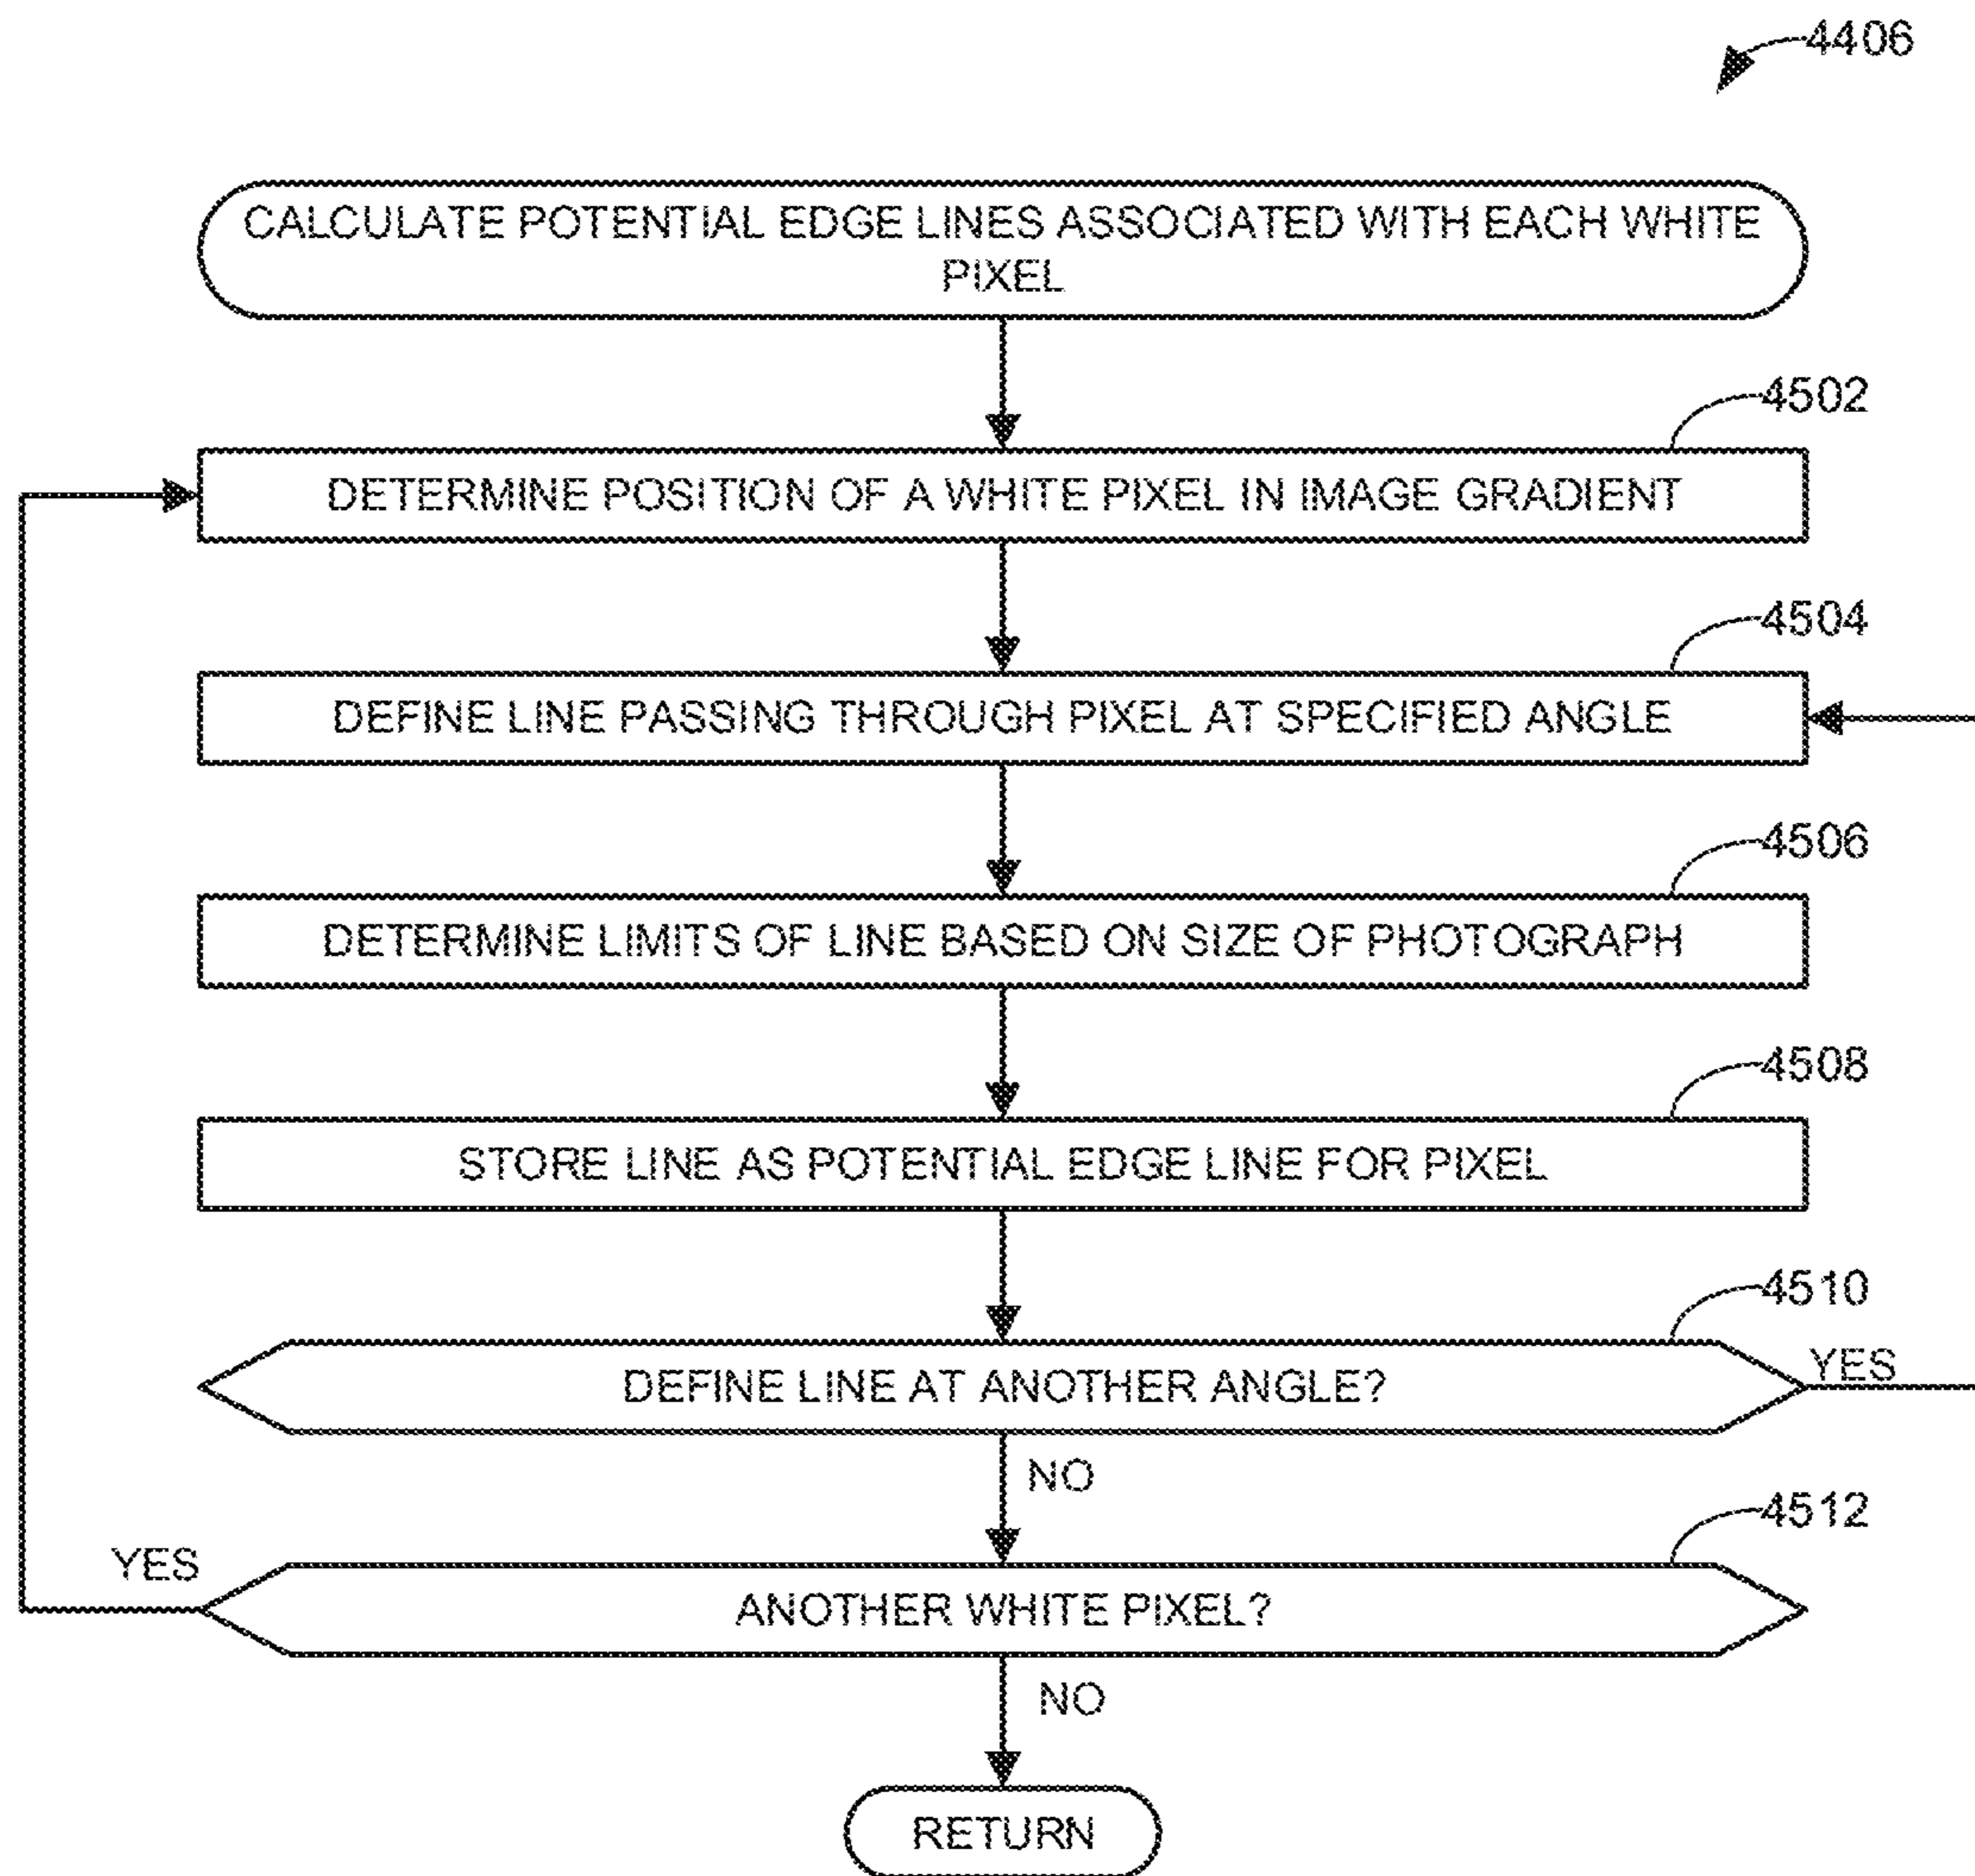 4406
CALCULATE POTENTIAL EDGE LINES ASSOCIATED WITH EACH WHITE
PIXEL
4502
DETERMINE POSITION OF A WHITE PIXEL IN IMAGE GRADIENT
4504
DEFINE LINE PASSING THROUGH PIXEL AT SPECIFIED ANGLE
4506
DETERMINE LIMITS OF LINE BASED ON SIZE OF PHOTOGRAPH
4508
STORE LINE AS POTENTIAL EDGE LINE FOR PIXEL
4510
DEFINE LINE AT ANOTHER ANGLE?
YES
NO
4512
YES
ANOTHER WHITE PIXEL?
NO
RETURN